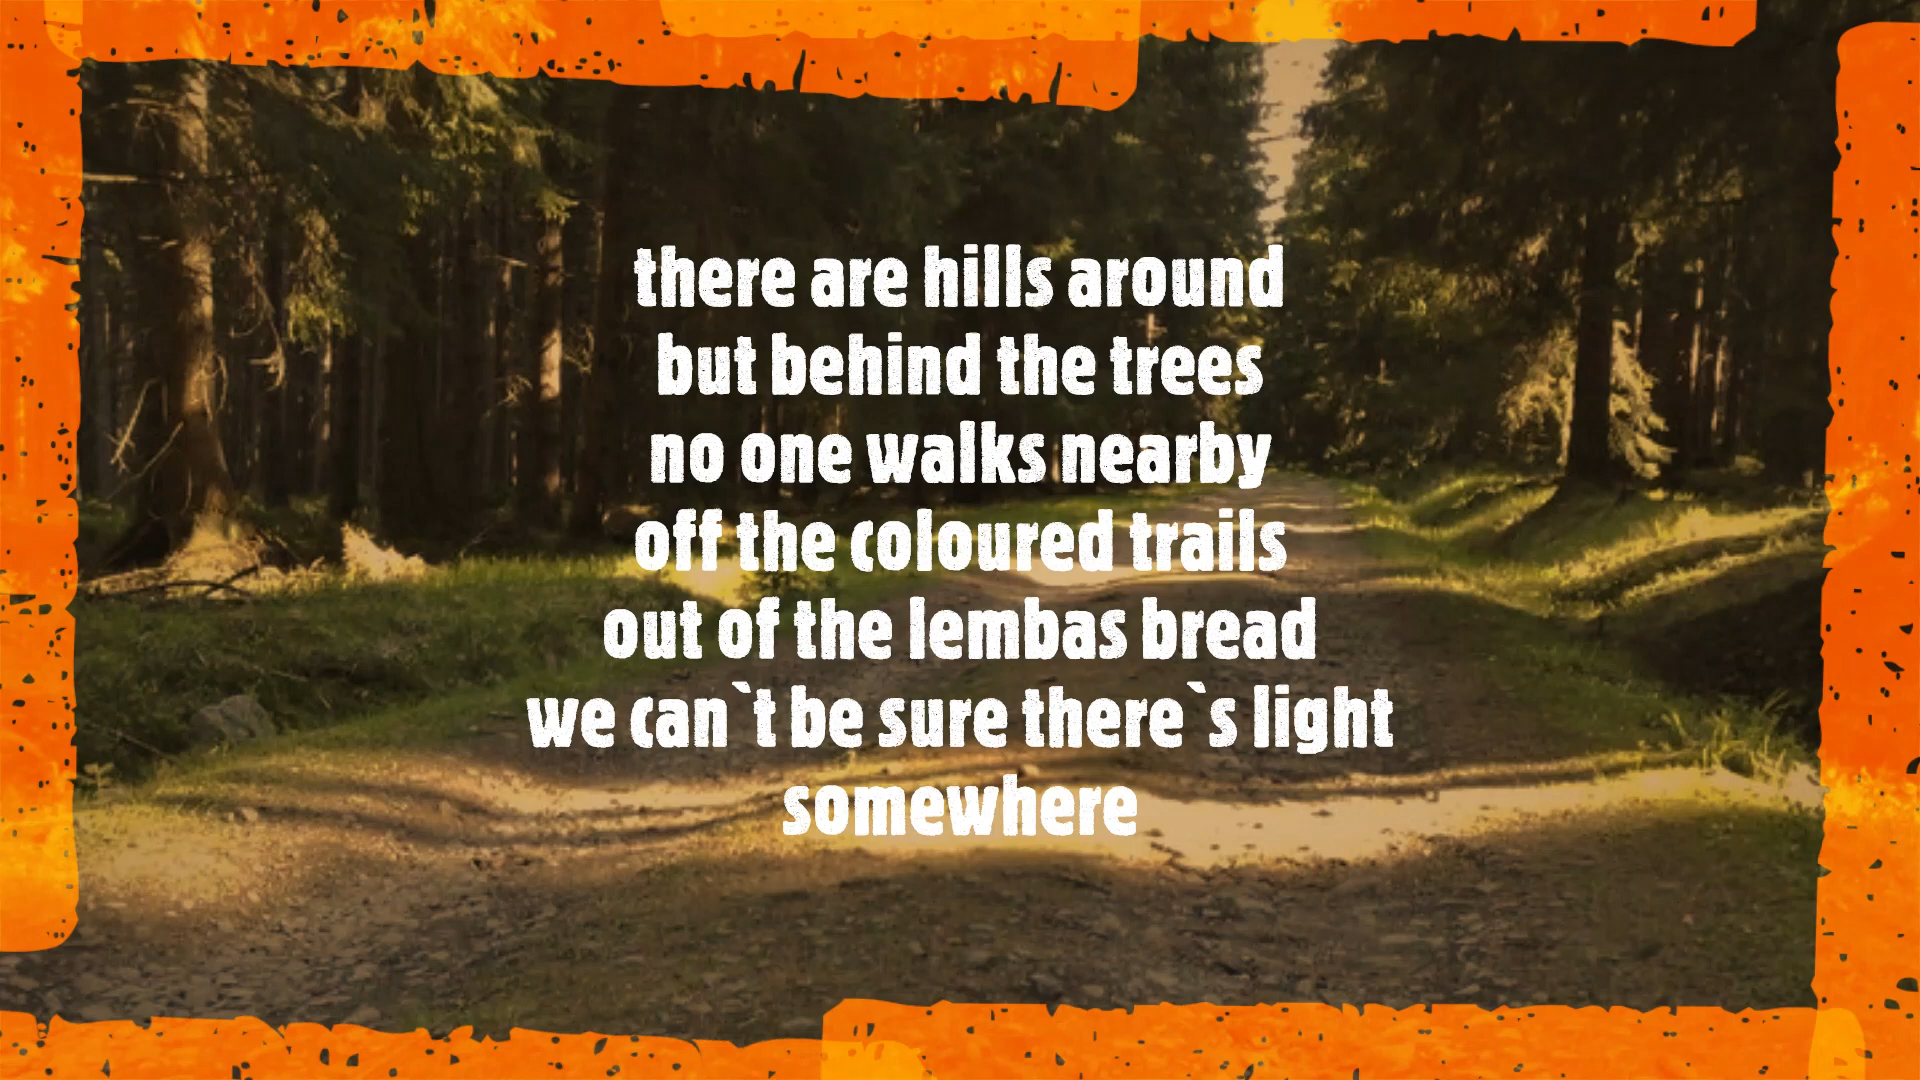 there are hills around
but behind the trees
no one walks nearby
off the coloured trails
out of the lembas bread
we can`t be sure there`s light
somewhere